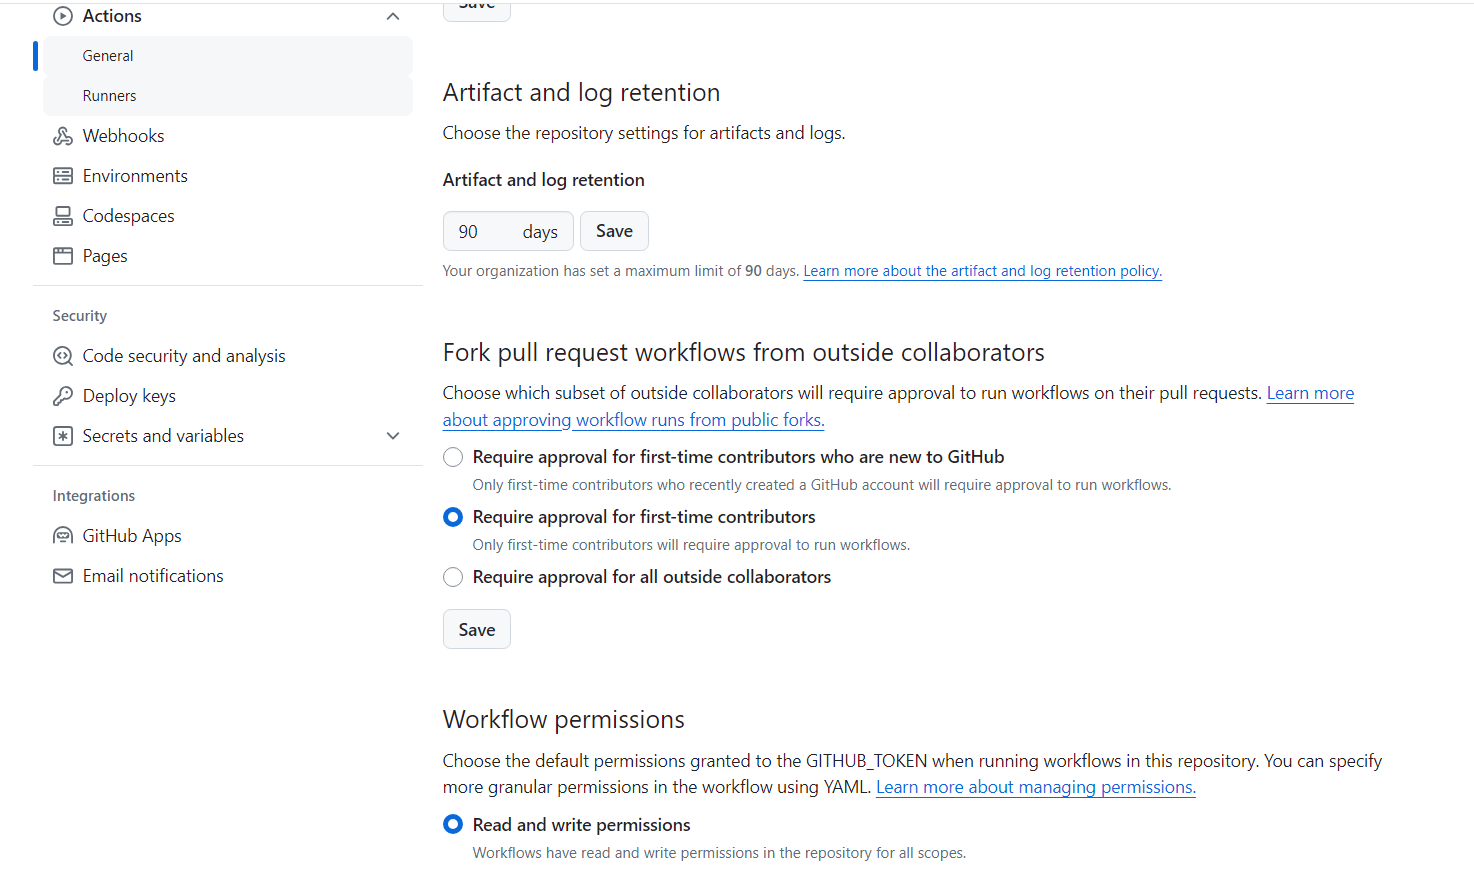 Actions
General
Runners
Webhooks
Environments
Codespaces
Pages
Security
Code security and analysis
Deploy keys
Secrets and variables
Integrations
GitHub Apps
Email notifications
Save
Artifact and log retention
Choose the repository settings for artifacts and logs.
Artifact and log retention
90 days Save
Your organization has set a maximum limit of 90 days. Learn more about the artifact and log retention policy.
Fork pull request workflows from outside collaborators
Choose which subset of outside collaborators will require approval to run workflows on their pull requests. Learn more
about approving workflow runs from public forks.
Require approval for first-time contributors who are new to GitHub
Only first-time contributors who recently created a GitHub account will require approval to run workflows.
Require approval for first-time contributors
Only first-time contributors will require approval to run workflows.
Require approval for all outside collaborators
Save
Workflow permissions
Choose the default permissions granted to the GITHUB_TOKEN when running workflows in this repository. You can specify
more granular permissions in the workflow using YAML. Learn more about managing permissions.
Read and write permissions
Workflows have read and write permissions in the repository for all scopes.